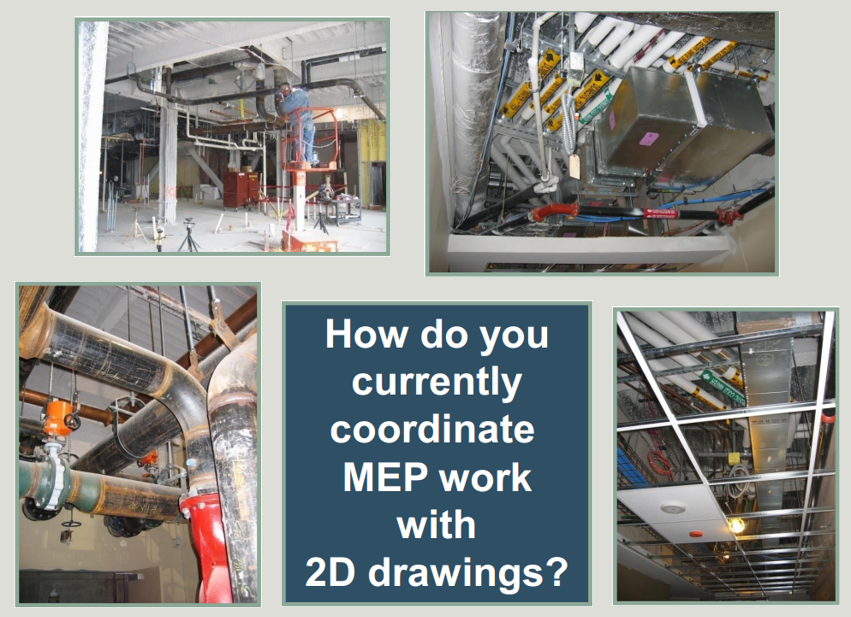 How do you
currently
coordinate
MEP work
with
2D drawings?